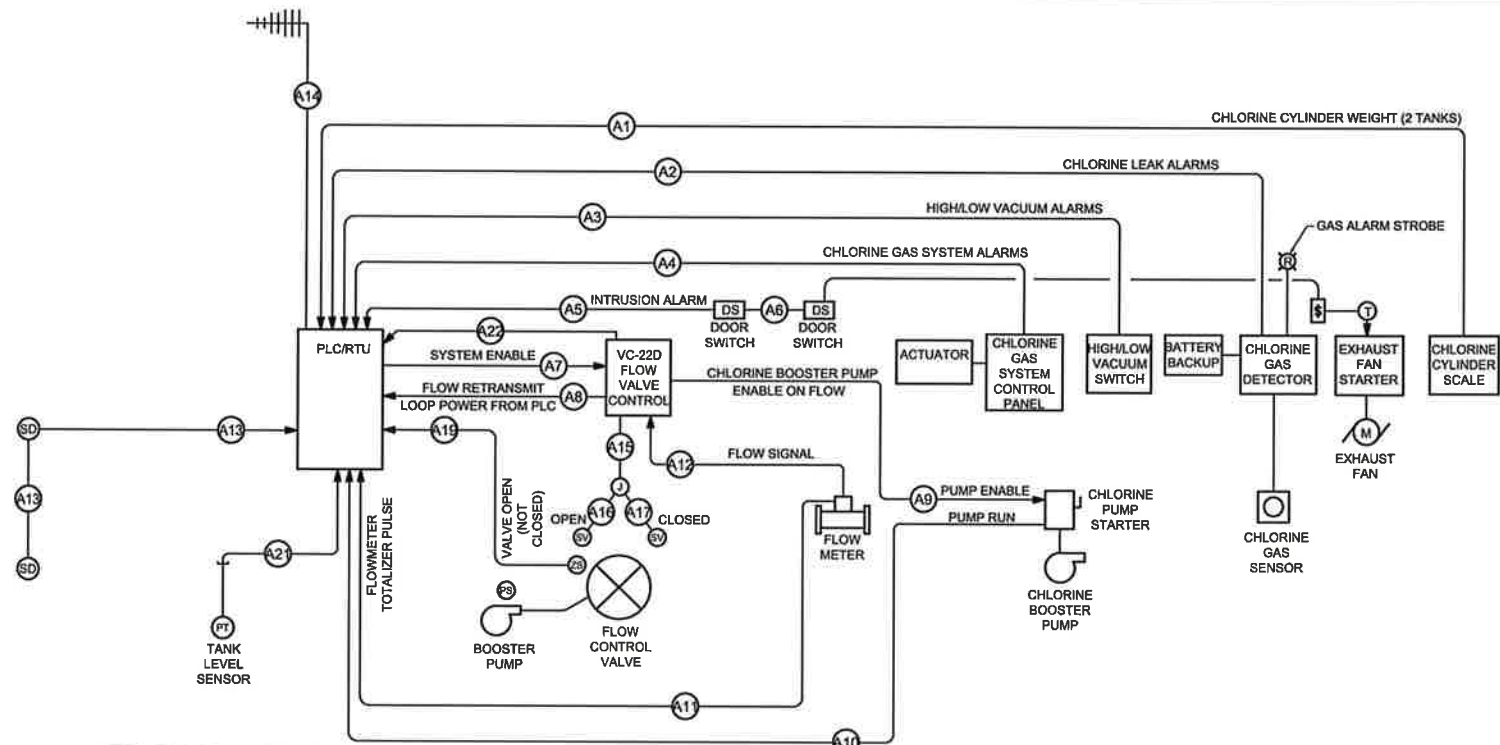 A14
A1
CHLORINE CYLINDER WEIGHT (2 TANKS)
A2
CHLORINE LEAK ALARMS
A3
HIGH/LOW VACUUM ALARMS
GAS ALARM STROBE
R
A4
CHLORINE GAS SYSTEM ALARMS
A5
INTRUSION ALARM
DS
A6
DS
DOOR
SWITCH
DOOR
SWITCH
$
T
PLC/RTU
A22
SYSTEM ENABLE
A7
FLOW RETRANSMIT
A8
LOOP POWER FROM PLC
VC-22D
FLOW
VALVE
CONTROL
CHLORINE BOOSTER PUMP
ENABLE ON FLOW
ACTUATOR
CHLORINE
GAS
SYSTEM
CONTROL
PANEL
HIGH/LOW
VACUUM
SWITCH
BATTERY
BACKUP
CHLORINE
GAS
DETECTOR
EXHAUST
FAN
STARTER
CHLORINE
CYLINDER
SCALE
M
EXHAUST
FAN
SD
A13
A19
A15
A12
FLOW SIGNAL
A13
SD
J
A16
A17
OPEN
CLOSED
SV
SV
VALVE OPEN
(NOT
CLOSED)
ZS
FLOW
METER
A9
PUMP ENABLE
PUMP RUN
CHLORINE
PUMP
STARTER
CHLORINE
GAS
SENSOR
CHLORINE
BOOSTER
PUMP
A21
FLOWMETER
TOTALIZER PULSE
PT
TANK
LEVEL
SENSOR
PS
BOOSTER
PUMP
FLOW
CONTROL
VALVE
A11
A10